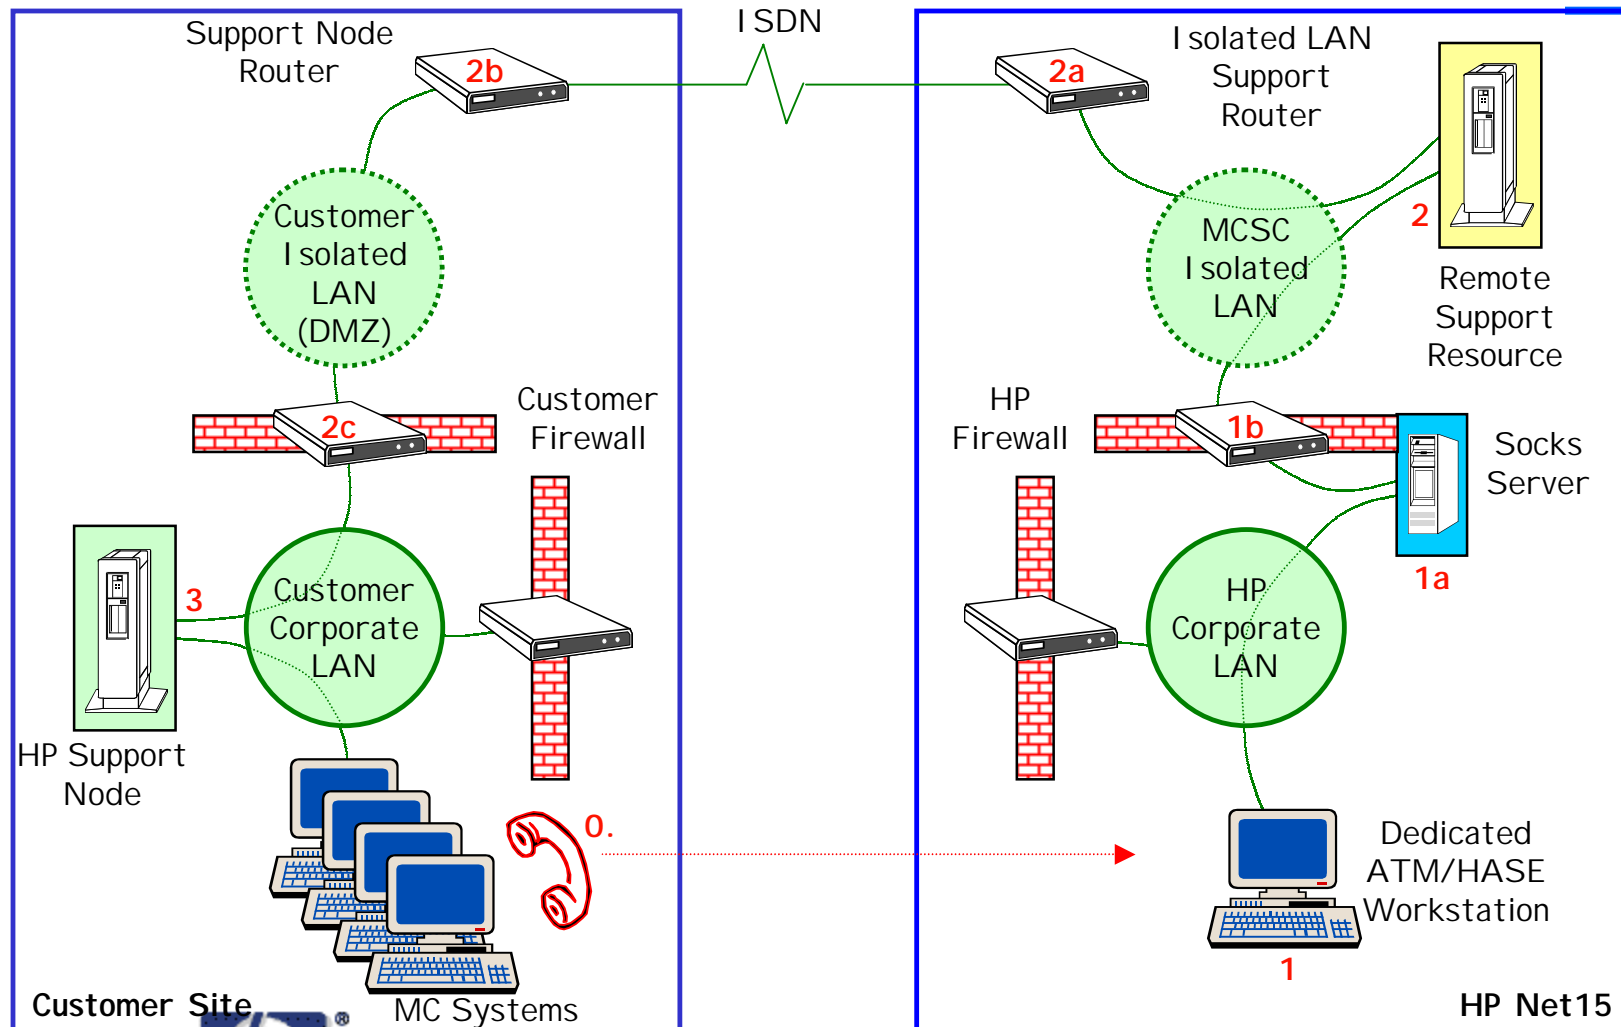 Support Node
Router
2b
ISDN
2a
Isolated LAN
Support
Router
2
Remote
Support
Resource
Customer
Isolated
LAN
(DMZ)
MCSC
Isolated
LAN
2c
Customer
Firewall
HP
Firewall
1b
Socks
Server
1a
3
Customer
Corporate
LAN
HP
Corporate
LAN
HP Support
Node
0.
Dedicated
ATM/HASE
Workstation
1
Customer Site
®
MC Systems
HP Net15